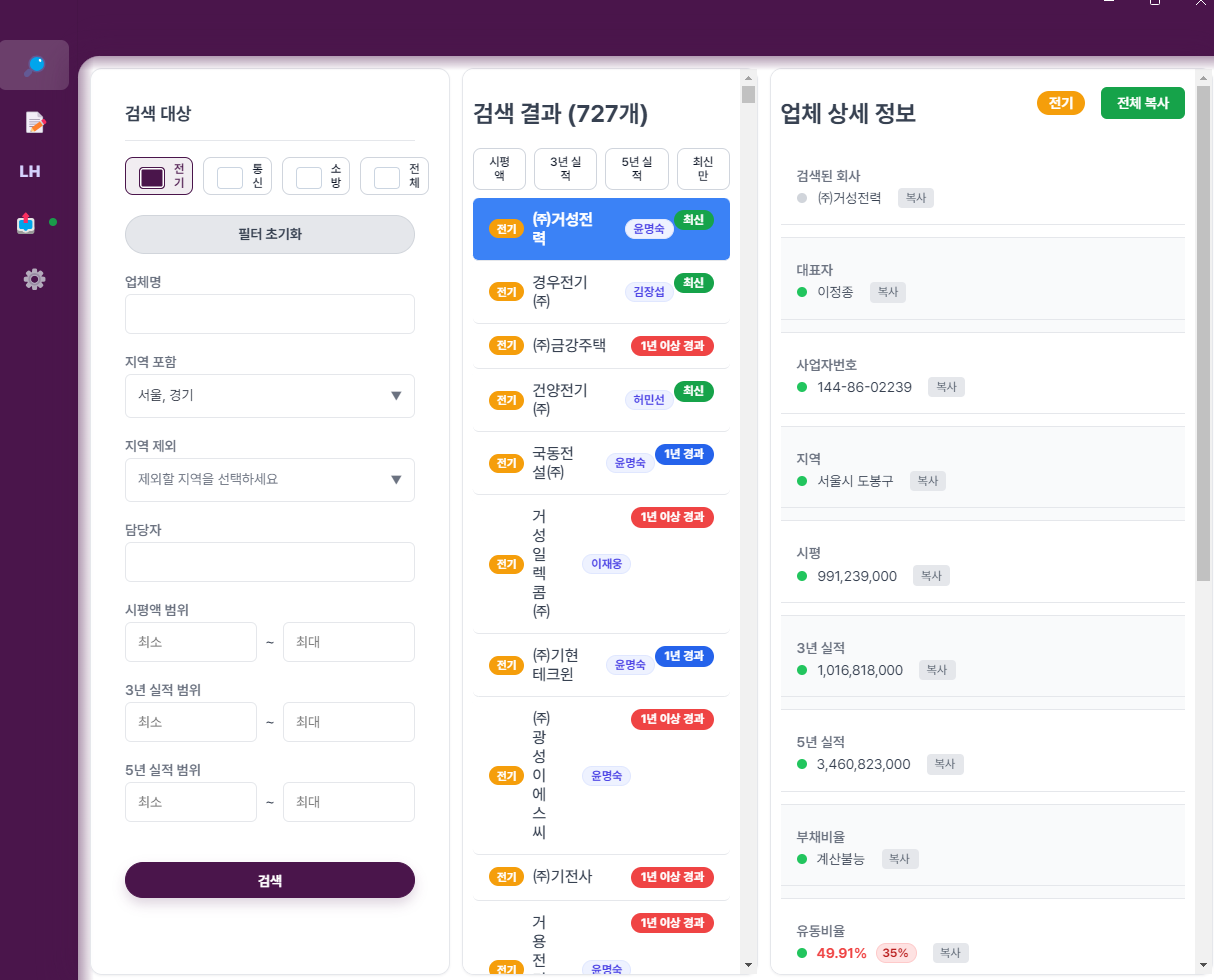 LH
검색 대상
전
기
통
신
소
방
전
체
필터 초기화
업체명
지역 포함
서울, 경기 ▼
지역 제외
제외할 지역을 선택하세요 ▼
담당자
시평액 범위
최소 ~ 최대
3년 실적 범위
최소 ~ 최대
5년 실적 범위
최소 ~ 최대
검색
검색 결과 (727개)
시평
액
3년 실
적
5년 실
적
최신
만
전기 ㈜거성전
력
윤명숙 최신
전기 경우전기
㈜
김장섭 최신
전기 ㈜금강주택 1년 이상 경과
전기 건양전기
㈜
허민선 최신
전기 국동전
설㈜
윤명숙 1년 경과
전기
거
성
일
렉
콤
㈜
이재웅 1년 이상 경과
전기 ㈜기현
테크윈
윤명숙 1년 경과
전기
㈜
광
성
이
에
스
씨
윤명숙 1년 이상 경과
전기 ㈜기전사 1년 이상 경과
전기
거
용
전
윤명숙 1년 이상 경과
업체 상세 정보
전기 전체 복사
검색된 회사
㈜거성전력 복사
대표자
이정종 복사
사업자번호
144-86-02239 복사
지역
서울시 도봉구 복사
시평
991,239,000 복사
3년 실적
1,016,818,000 복사
5년 실적
3,460,823,000 복사
부채비율
계산불능 복사
유동비율
49.91% 35% 복사